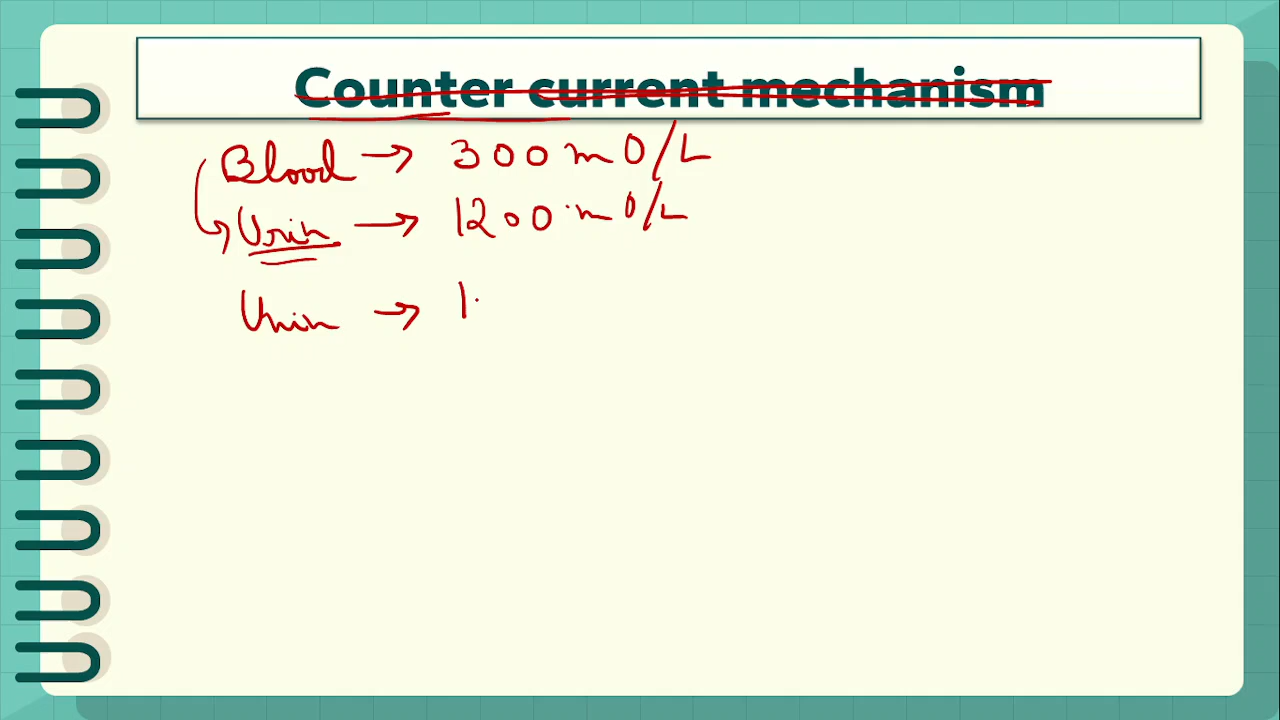 Counter current mechanism
Blood → 300 mO/L
Urin → 1200 mO/L
Urin → 1